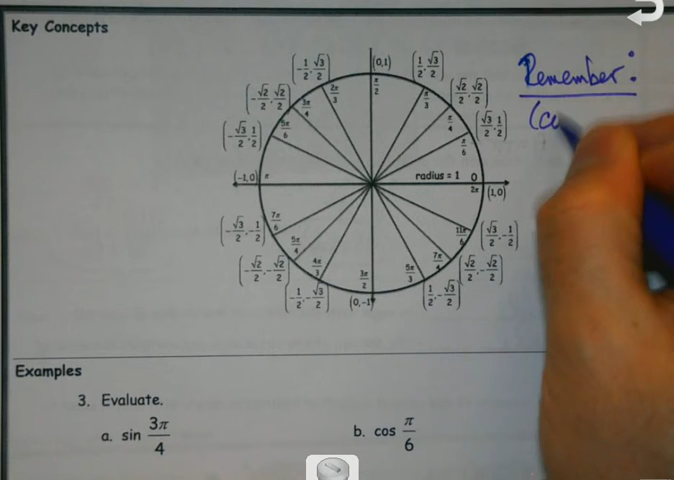 Key Concepts
Remember:
(co
(0,1)
(-1/2, √3/2)
(1/2, √3/2)
(-√2/2, √2/2)
(√2/2, √2/2)
(-√3/2, 1/2)
(√3/2, 1/2)
π/2
2π/3
π/3
3π/4
π/4
5π/6
π/6
(-1,0) π radius = 1 0
2π (1,0)
7π/6
11π/6
5π/4
7π/4
4π/3
5π/3
3π/2
(-√3/2, -1/2)
(√3/2, -1/2)
(-√2/2, -√2/2)
(√2/2, -√2/2)
(-1/2, -√3/2)
(0,-1)
(1/2, -√3/2)
Examples
3. Evaluate.
a. sin 3π/4 b. cos π/6